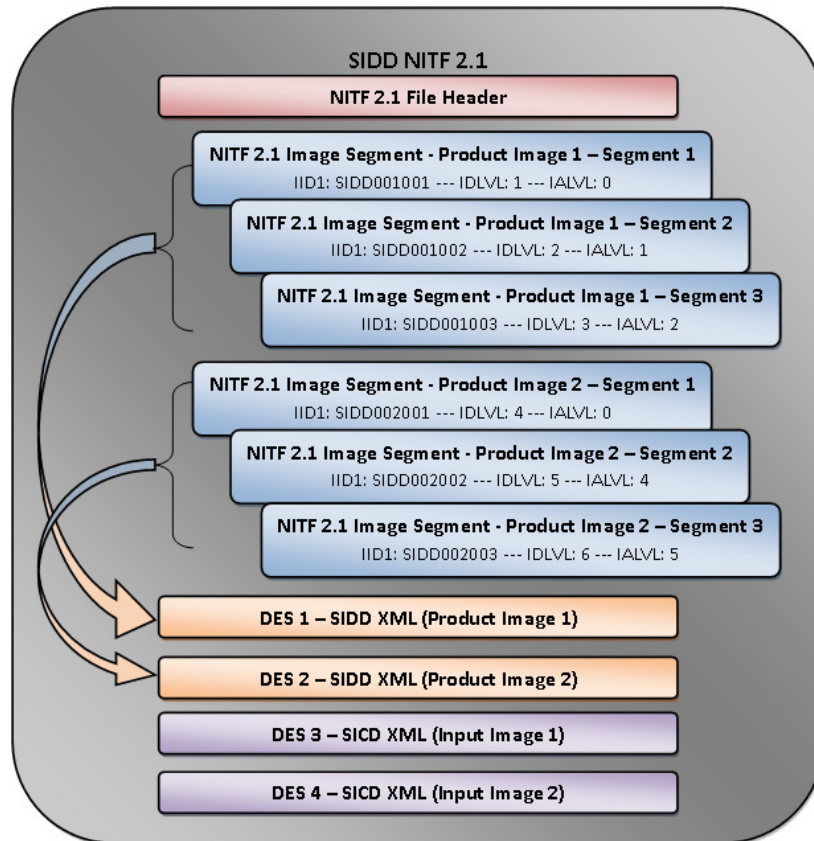 SIDD NITF 2.1
NITF 2.1 File Header
NITF 2.1 Image Segment - Product Image 1 – Segment 1
IID1: SIDD001001 --- IDLVL: 1 --- IALVL: 0
NITF 2.1 Image Segment - Product Image 1 – Segment 2
IID1: SIDD001002 --- IDLVL: 2 --- IALVL: 1
NITF 2.1 Image Segment - Product Image 1 – Segment 3
IID1: SIDD001003 --- IDLVL: 3 --- IALVL: 2
NITF 2.1 Image Segment - Product Image 2 – Segment 1
IID1: SIDD002001 --- IDLVL: 4 --- IALVL: 0
NITF 2.1 Image Segment - Product Image 2 – Segment 2
IID1: SIDD002002 --- IDLVL: 5 --- IALVL: 4
NITF 2.1 Image Segment - Product Image 2 – Segment 3
IID1: SIDD002003 --- IDLVL: 6 --- IALVL: 5
DES 1 – SIDD XML (Product Image 1)
DES 2 – SIDD XML (Product Image 2)
DES 3 – SICD XML (Input Image 1)
DES 4 – SICD XML (Input Image 2)